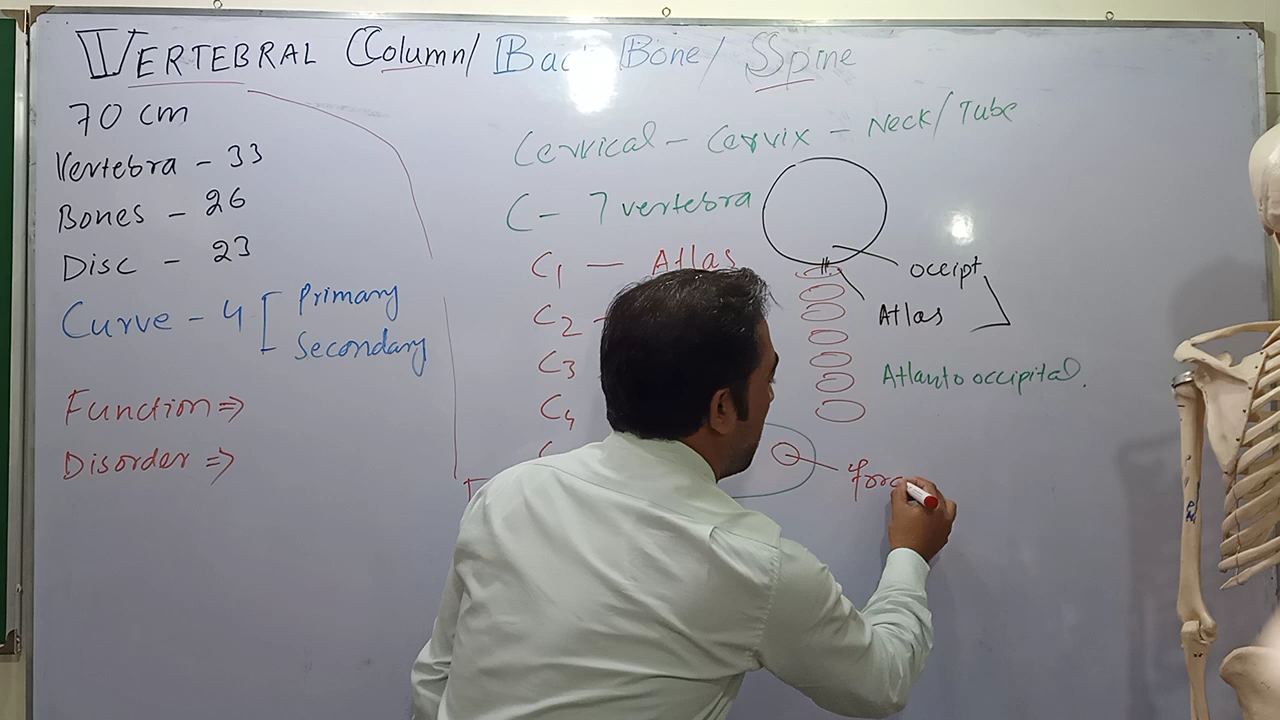 VERTEBRAL Column/ Back Bone/ Spine
70 cm
Vertebra - 33
Bones - 26
Disc - 23
Curve - 4 [ Primary
Secondary
Function ⇒
Disorder ⇒
Cervical - Cervix - Neck/Tube
C - 7 vertebra
C1 — Atlas
C2 -
C3
C4
occipt
Atlas
Atlanto occipital.